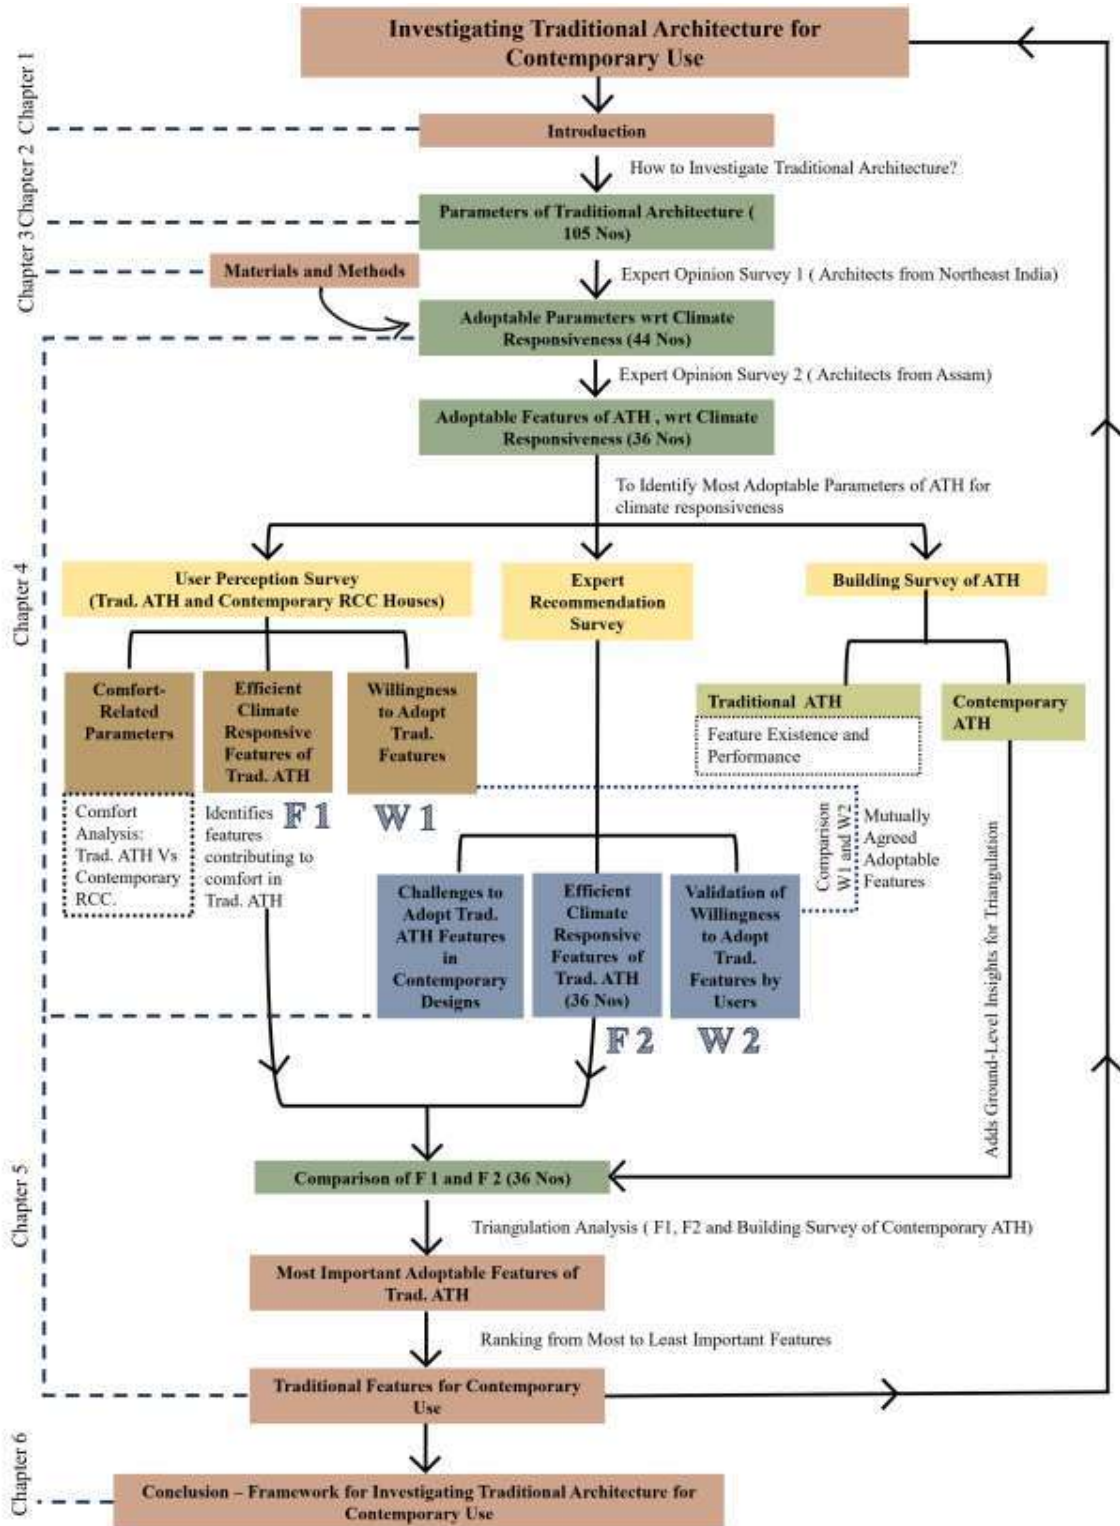 Investigating Traditional Architecture for
Contemporary Use
Chapter 1
Introduction
How to Investigate Traditional Architecture?
Chapter 2
Parameters of Traditional Architecture (
105 Nos)
Chapter 3
Materials and Methods
Expert Opinion Survey 1 ( Architects from Northeast India)
Adoptable Parameters wrt Climate
Responsiveness (44 Nos)
Expert Opinion Survey 2 ( Architects from Assam)
Adoptable Features of ATH , wrt Climate
Responsiveness (36 Nos)
To Identify Most Adoptable Parameters of ATH for
climate responsiveness
Chapter 4
User Perception Survey
(Trad. ATH and Contemporary RCC Houses)
Expert
Recommendation
Survey
Building Survey of ATH
Comfort-
Related
Parameters
Efficient
Climate
Responsive
Features of
Trad. ATH
Willingness
to Adopt
Trad.
Features
Traditional ATH
Feature Existence and
Performance
Contemporary
ATH
Comfort
Analysis:
Trad. ATH Vs
Contemporary
RCC.
Identifies
features
contributing to
comfort in
Trad. ATH
F 1
W 1
Comparison
W1 and W2
Mutually
Agreed
Adoptable
Features
Challenges to
Adopt Trad.
ATH Features
in
Contemporary
Designs
Efficient
Climate
Responsive
Features of
Trad. ATH
(36 Nos)
Validation of
Willingness
to Adopt
Trad.
Features by
Users
F 2
W 2
Adds Ground-Level Insights for Triangulation
Chapter 5
Comparison of F 1 and F 2 (36 Nos)
Triangulation Analysis ( F1, F2 and Building Survey of Contemporary ATH)
Most Important Adoptable Features of
Trad. ATH
Ranking from Most to Least Important Features
Traditional Features for Contemporary
Use
Chapter 6
Conclusion – Framework for Investigating Traditional Architecture for
Contemporary Use